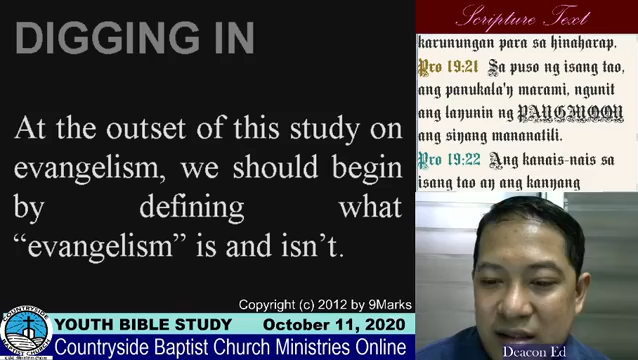 DIGGING IN
At the outset of this study on
evangelism, we should begin
by defining what
“evangelism” is and isn’t.
Copyright (c) 2012 by 9Marks
Scripture Text
karunungan para sa hinaharap.
Pro 19:21 Sa puso ng isang tao,
ang panukala'y marami, ngunit
ang layunin ng PANGINOON
ang siyang mananatili.
Pro 19:22 Ang kanais-nais sa
isang tao ay ang kanyang
Deacon Ed
COUNTRYSIDE
BAPTIST CHURCH
YOUTH BIBLE STUDY October 11, 2020
Countryside Baptist Church Ministries Online